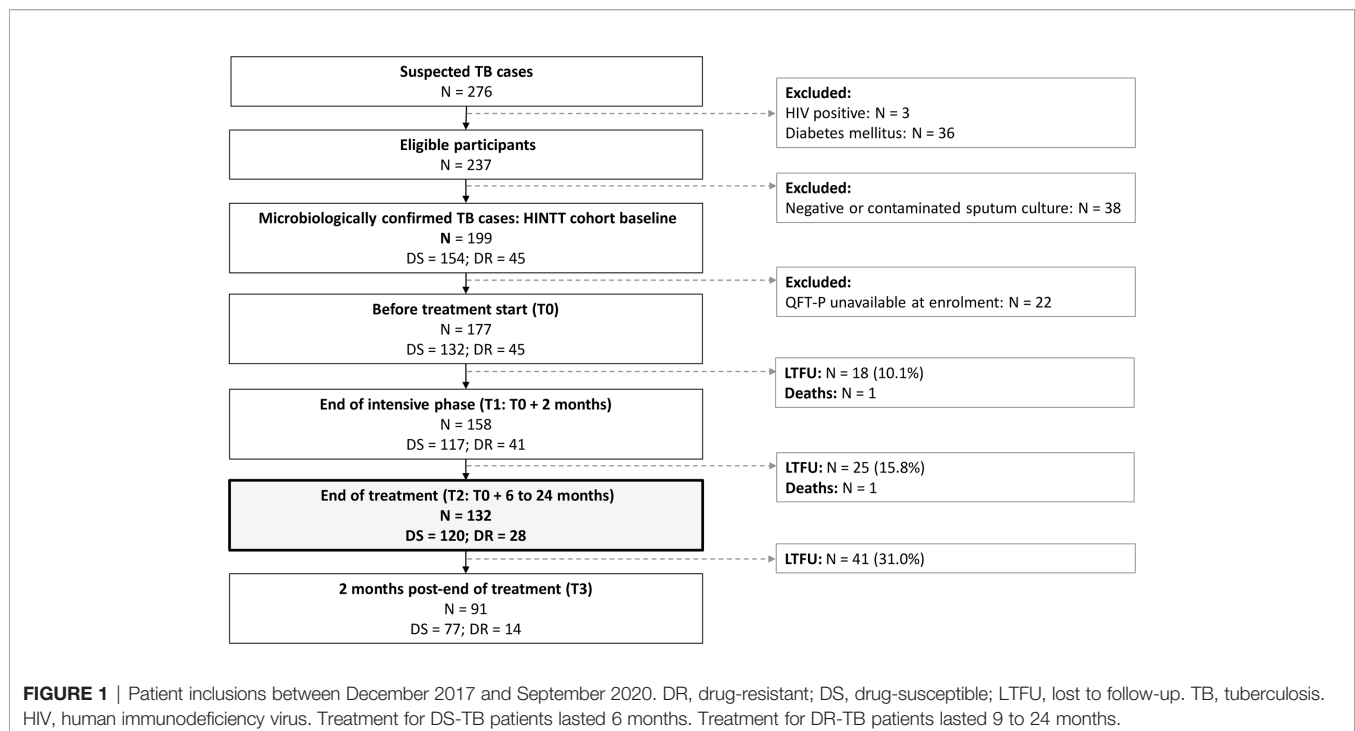 Suspected TB cases
N = 276
Excluded:
HIV positive: N = 3
Diabetes mellitus: N = 36
Eligible participants
N = 237
Excluded:
Negative or contaminated sputum culture: N = 38
Microbiologically confirmed TB cases: HINTT cohort baseline
N = 199
DS = 154; DR = 45
Excluded:
QFT-P unavailable at enrolment: N = 22
Before treatment start (T0)
N = 177
DS = 132; DR = 45
LTFU: N = 18 (10.1%)
Deaths: N = 1
End of intensive phase (T1: T0 + 2 months)
N = 158
DS = 117; DR = 41
LTFU: N = 25 (15.8%)
Deaths: N = 1
End of treatment (T2: T0 + 6 to 24 months)
N = 132
DS = 120; DR = 28
LTFU: N = 41 (31.0%)
2 months post-end of treatment (T3)
N = 91
DS = 77; DR = 14
FIGURE 1 | Patient inclusions between December 2017 and September 2020. DR, drug-resistant; DS, drug-susceptible; LTFU, lost to follow-up. TB, tuberculosis.
HIV, human immunodeficiency virus. Treatment for DS-TB patients lasted 6 months. Treatment for DR-TB patients lasted 9 to 24 months.